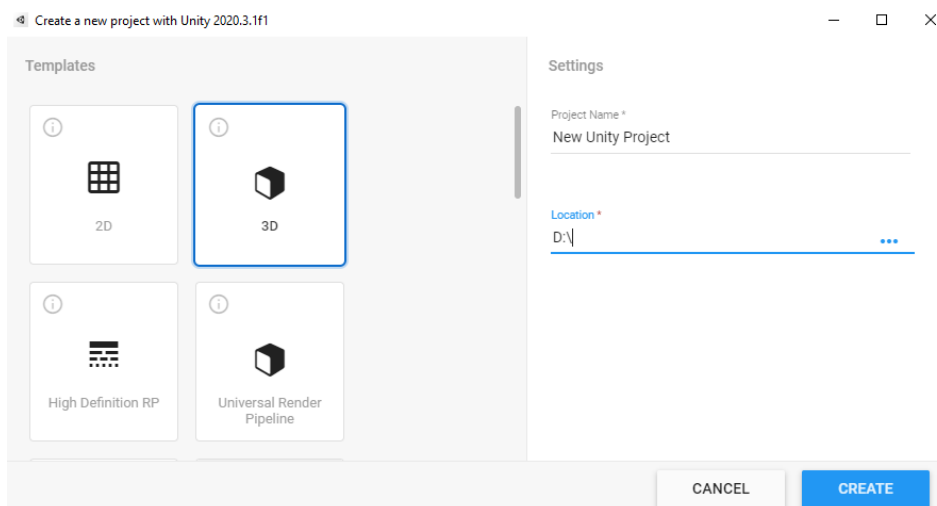 Create a new project with Unity 2020.3.1f1
Templates
2D
3D
High Definition RP
Universal Render
Pipeline
Settings
Project Name *
New Unity Project
Location *
D:\
CANCEL
CREATE